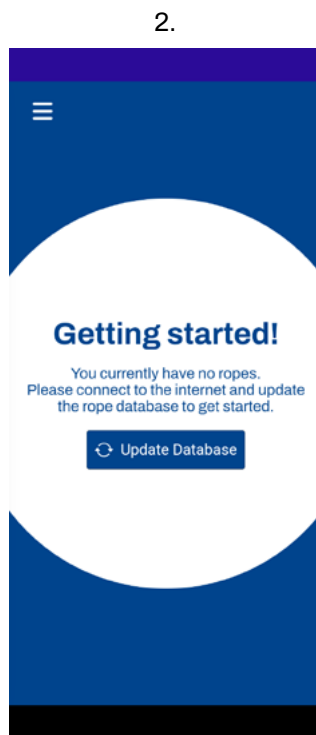 2.
Getting started!
You currently have no ropes.
Please connect to the internet and update
the rope database to get started.
Update Database